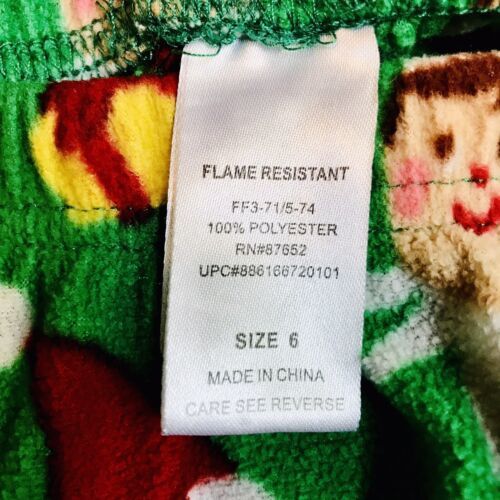 FLAME RESISTANT
FF3-71/5-74
100% POLYESTER
RN#87652
UPC#886166720101
SIZE 6
MADE IN CHINA
CARE SEE REVERSE